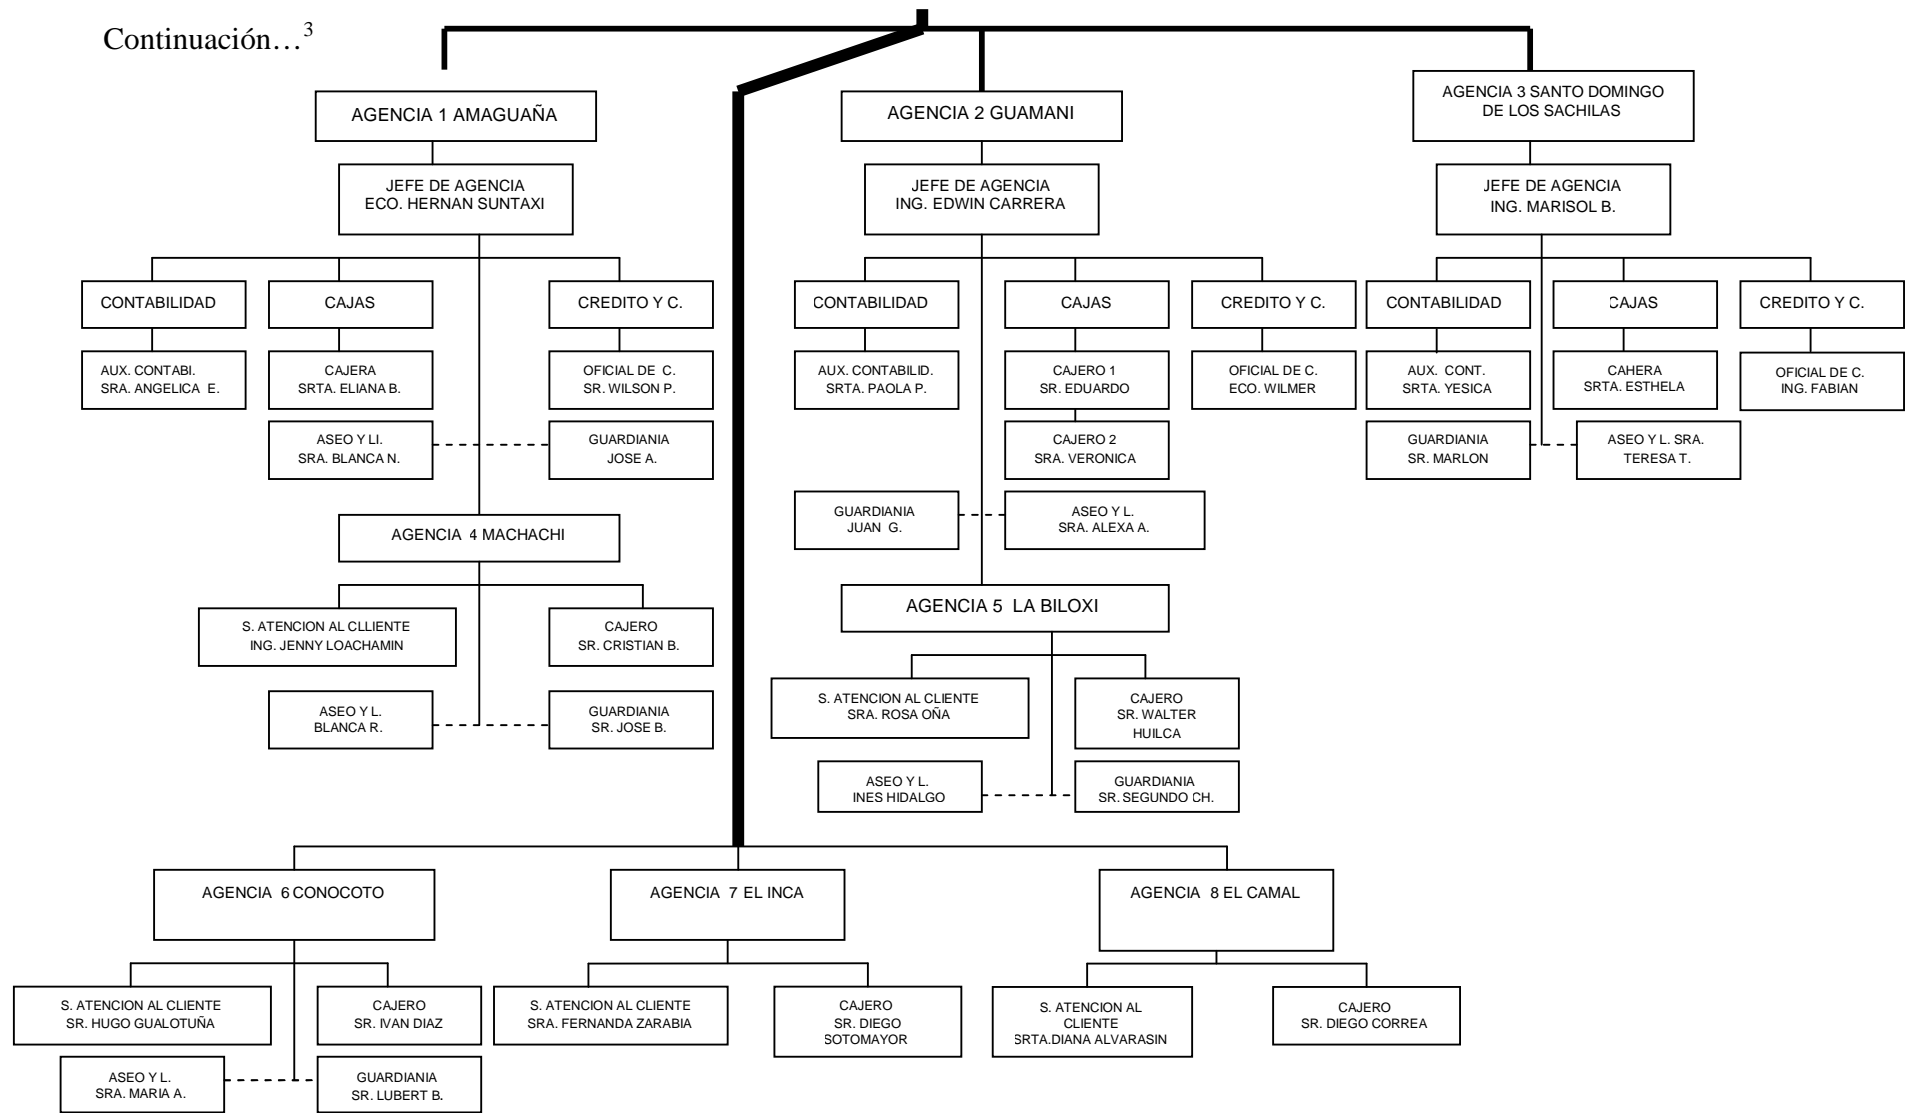 Continuación…3
AGENCIA 1 AMAGUAÑA
JEFE DE AGENCIA
ECO. HERNAN SUNTAXI
CONTABILIDAD
AUX. CONTABI.
SRA. ANGELICA E.
CAJAS
CAJERA
SRTA. ELIANA B.
CREDITO Y C.
OFICIAL DE C.
SR. WILSON P.
ASEO Y LI.
SRA. BLANCA N.
GUARDIANIA
JOSE A.
AGENCIA 4 MACHACHI
S. ATENCION AL CLLIENTE
ING. JENNY LOACHAMIN
CAJERO
SR. CRISTIAN B.
ASEO Y L.
BLANCA R.
GUARDIANIA
SR. JOSE B.
AGENCIA 2 GUAMANI
JEFE DE AGENCIA
ING. EDWIN CARRERA
CONTABILIDAD
AUX. CONTABILID.
SRTA. PAOLA P.
CAJAS
CAJERO 1
SR. EDUARDO
CAJERO 2
SRA. VERONICA
CREDITO Y C.
OFICIAL DE C.
ECO. WILMER
GUARDIANIA
JUAN G.
ASEO Y L.
SRA. ALEXA A.
AGENCIA 5 LA BILOXI
S. ATENCION AL CLIENTE
SRA. ROSA OÑA
CAJERO
SR. WALTER
HUILCA
ASEO Y L.
INES HIDALGO
GUARDIANIA
SR. SEGUNDO CH.
AGENCIA 3 SANTO DOMINGO
DE LOS SACHILAS
JEFE DE AGENCIA
ING. MARISOL B.
CONTABILIDAD
AUX. CONT.
SRTA. YESICA
CAJAS
CAHERA
SRTA. ESTHELA
CREDITO Y C.
OFICIAL DE C.
ING. FABIAN
GUARDIANIA
SR. MARLON
ASEO Y L. SRA.
TERESA T.
AGENCIA 6 CONOCOTO
S. ATENCION AL CLIENTE
SR. HUGO GUALOTUÑA
CAJERO
SR. IVAN DIAZ
ASEO Y L.
SRA. MARIA A.
GUARDIANIA
SR. LUBERT B.
AGENCIA 7 EL INCA
S. ATENCION AL CLIENTE
SRA. FERNANDA ZARABIA
CAJERO
SR. DIEGO
SOTOMAYOR
AGENCIA 8 EL CAMAL
S. ATENCION AL
CLIENTE
SRTA.DIANA ALVARASIN
CAJERO
SR. DIEGO CORREA